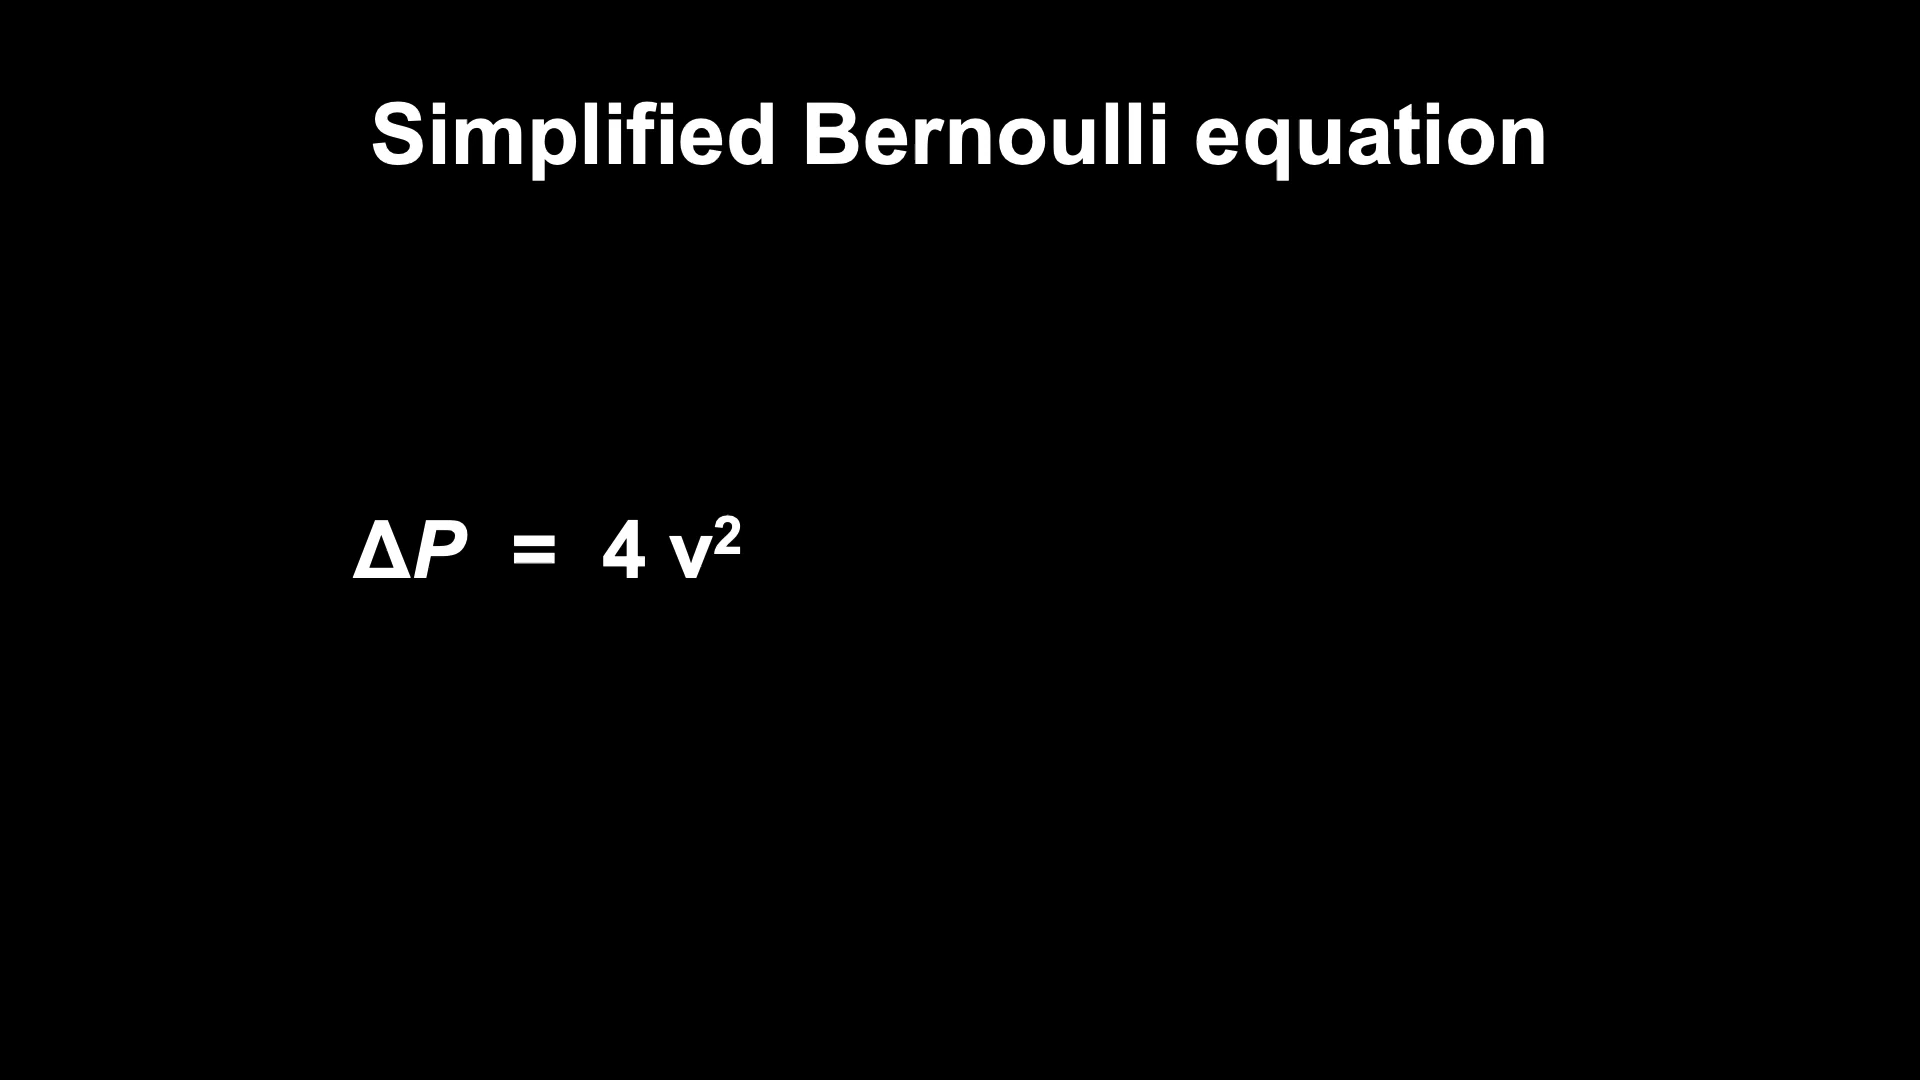 Simplified Bernoulli equation
ΔP = 4 v²